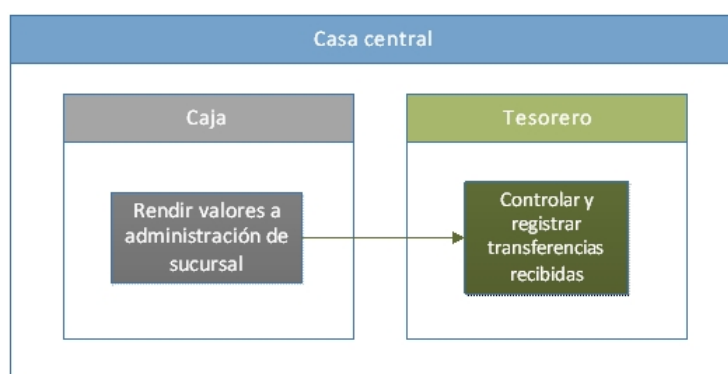 Casa central
Caja
Tesorero
Rendir valores a
administración de
sucursal
Controlar y
registrar
transferencias
recibidas